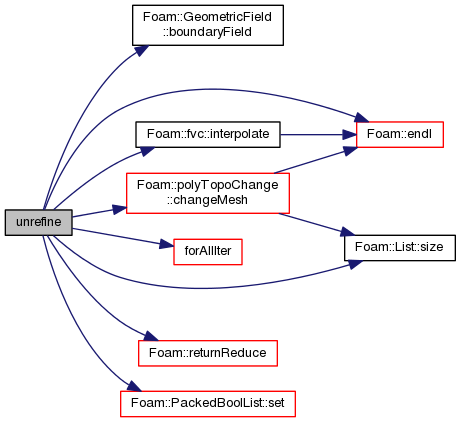 Foam::GeometricField
::boundaryField
Foam::endl
Foam::fvc::interpolate
Foam::polyTopoChange
::changeMesh
unrefine
forAllIter
Foam::List::size
Foam::returnReduce
Foam::PackedBoolList::set